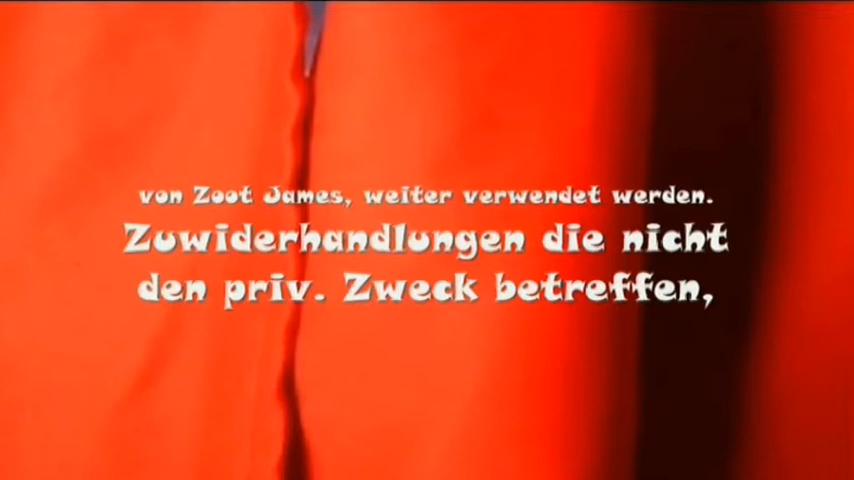 von Zoot James, weiter verwendet werden.
Zuwiderhandlungen die nicht
den priv. Zweck betreffen,